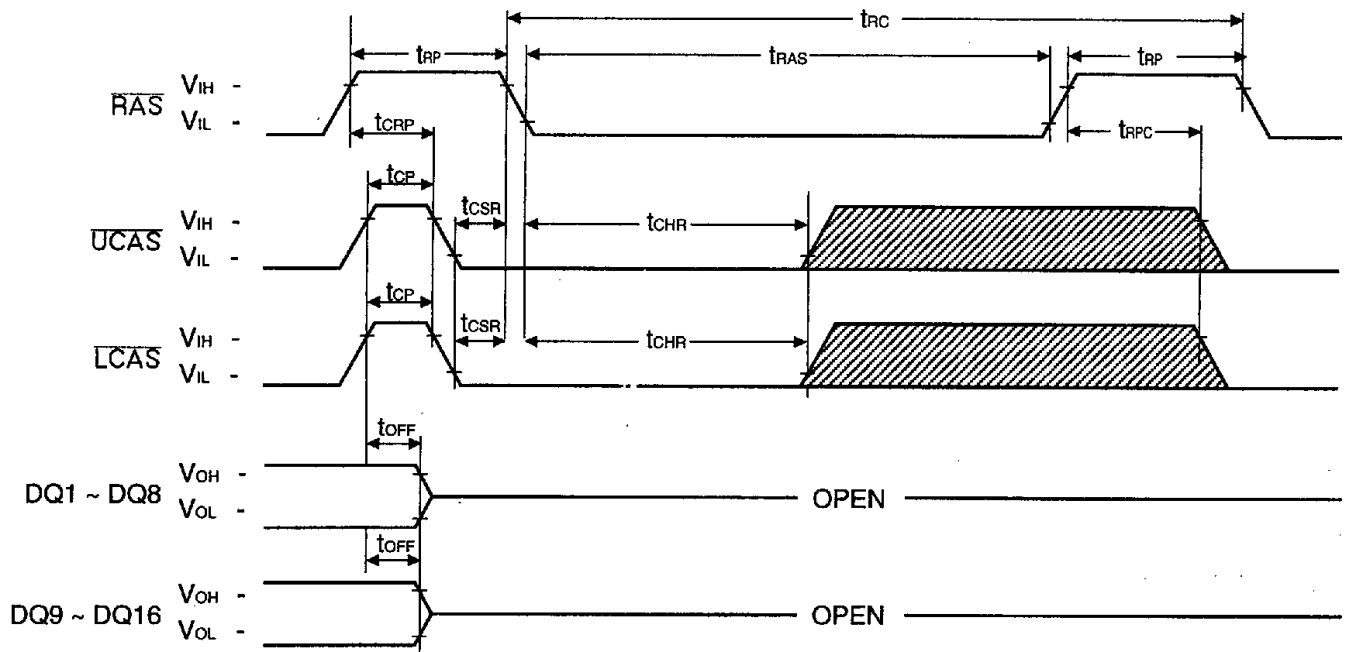 tRC
tRP tRAS tRP
RAS VIH -
VIL -
tCRP tRPC
tCP
tCSR tCHR
UCAS VIH -
VIL -
tCP
tCSR tCHR
LCAS VIH -
VIL -
tOFF
DQ1 ~ DQ8 VOH -
VOL -
OPEN
tOFF
DQ9 ~ DQ16 VOH -
VOL -
OPEN